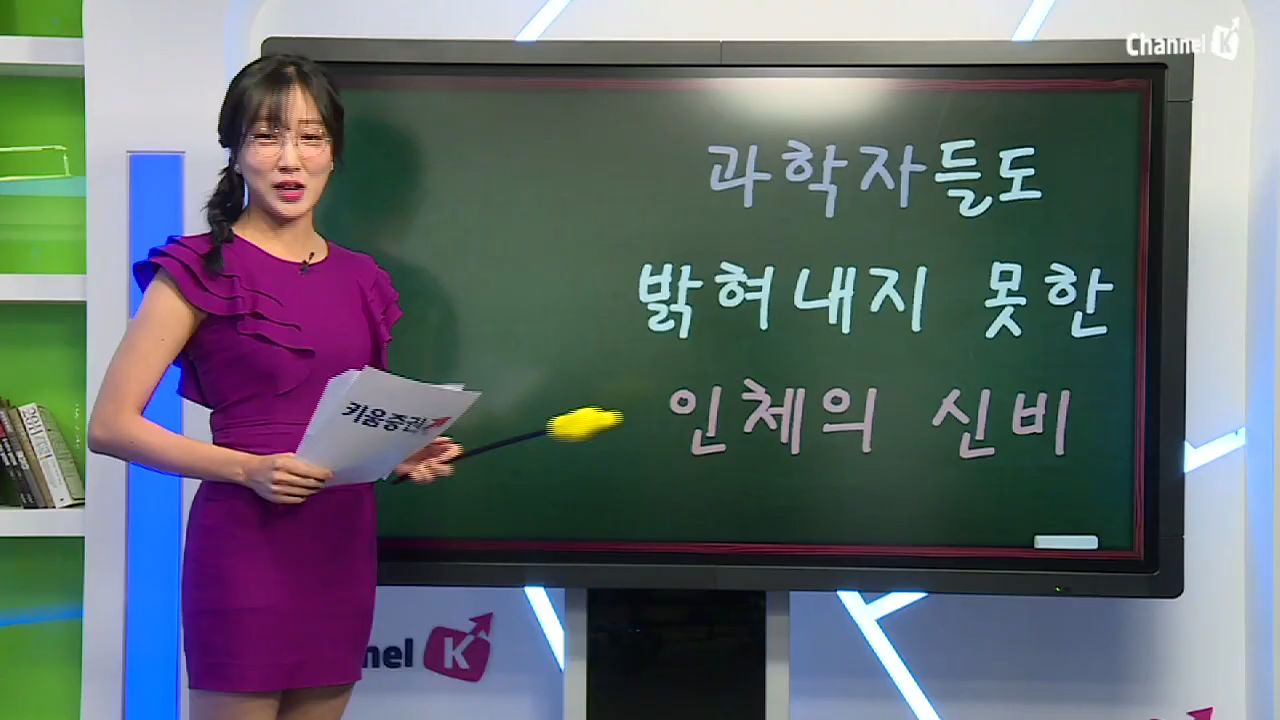 Channel K
과학자들도
밝혀내지 못한
인체의 신비
키움증권
nel K